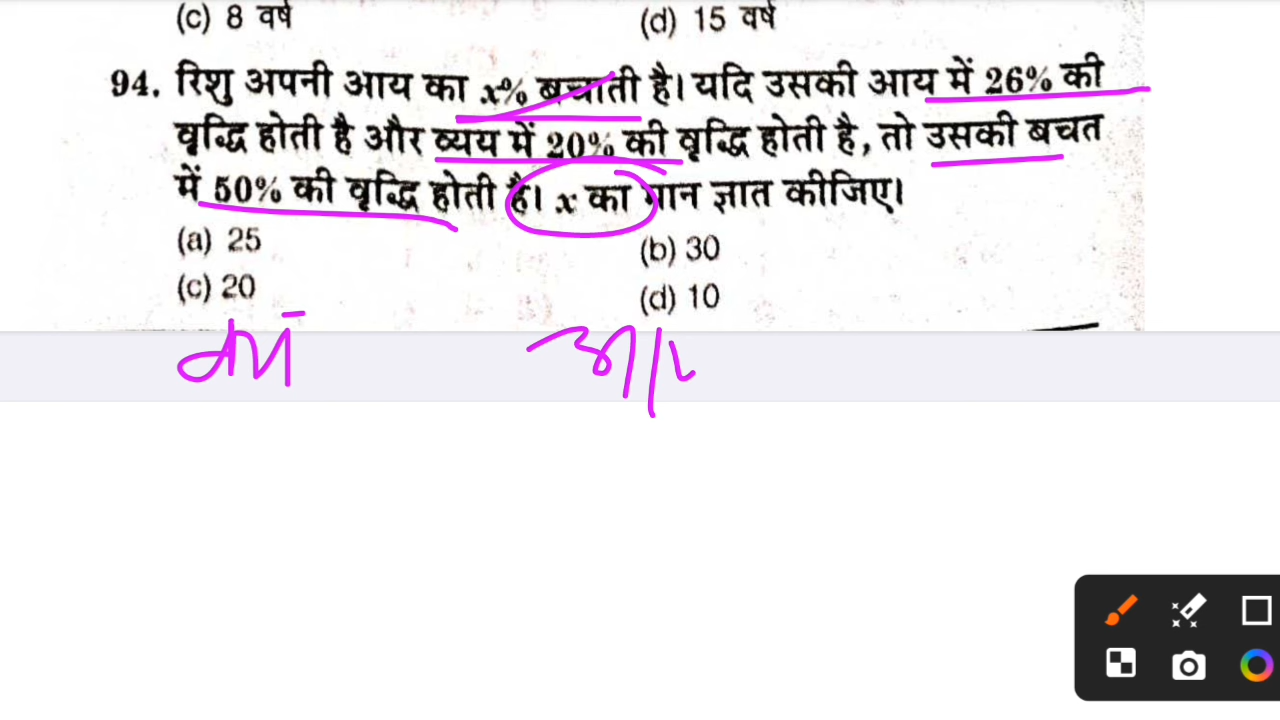 (c) 8 वर्ष (d) 15 वर्ष
94. रिशु अपनी आय का x% बचाती है। यदि उसकी आय में 26% की
वृद्धि होती है और व्यय में 20% की वृद्धि होती है, तो उसकी बचत
में 50% की वृद्धि होती है। x का मान ज्ञात कीजिए।
(a) 25 (b) 30
(c) 20 (d) 10